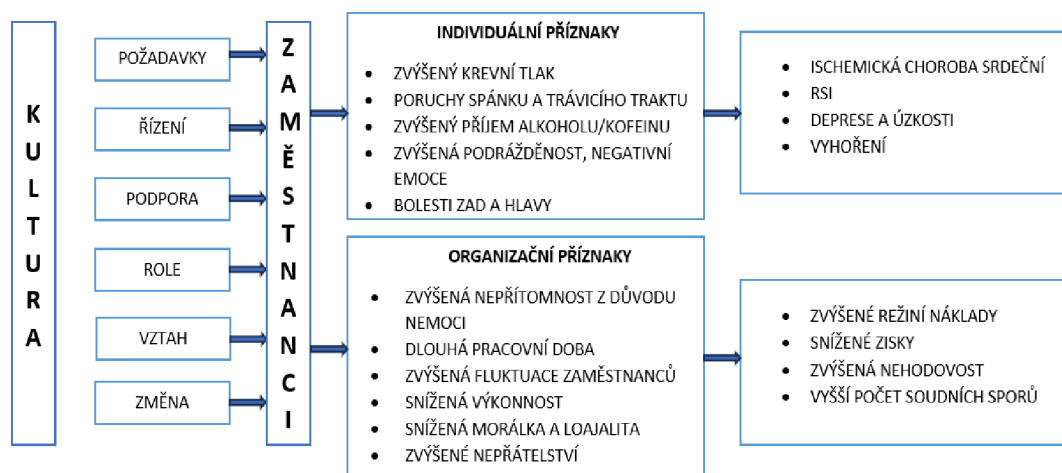 KULTURA
POŽADAVKY
ŘÍZENÍ
PODPORA
ROLE
VZTAH
ZMĚNA
ZAMĚSTNANCI
INDIVIDUÁLNÍ PŘÍZNAKY
• ZVÝŠENÝ KREVNÍ TLAK
• PORUCHY SPÁNKU A TRÁVICÍHO TRAKTU
• ZVÝŠENÝ PŘÍJEM ALKOHOLU/KOFEINU
• ZVÝŠENÁ PODRÁŽDĚNOST, NEGATIVNÍ
EMOCE
• BOLESTI ZAD A HLAVY
• ISCHEMICKÁ CHOROBA SRDEČNÍ
• RSI
• DEPRESE A ÚZKOSTI
• VYHOŘENÍ
ORGANIZAČNÍ PŘÍZNAKY
• ZVÝŠENÁ NEPŘÍTOMNOST Z DŮVODU
NEMOCI
• DLOUHÁ PRACOVNÍ DOBA
• ZVÝŠENÁ FLUKTUACE ZAMĚSTNANCŮ
• SNÍŽENÁ VÝKONNOST
• SNÍŽENÁ MORÁLKA A LOAJALITA
• ZVÝŠENÉ NEPŘÁTELSTVÍ
• ZVÝŠENÉ REŽINÍ NÁKLADY
• SNÍŽENÉ ZISKY
• ZVÝŠENÁ NEHODOVOST
• VYŠŠÍ POČET SOUDNÍCH SPORŮ